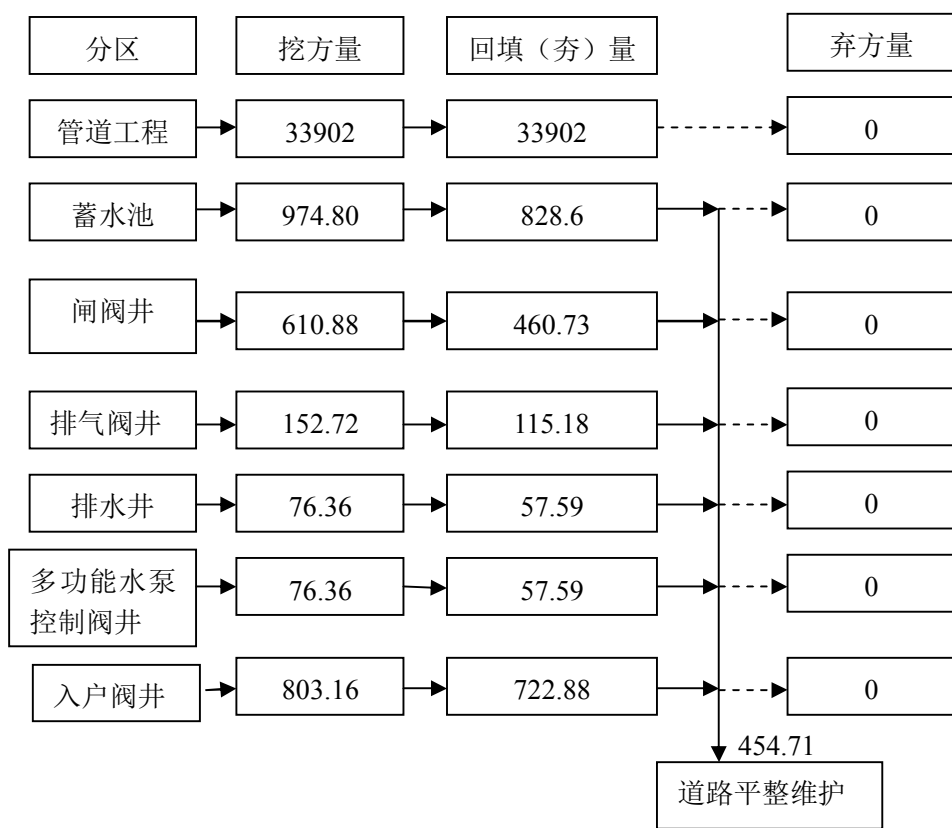 分区 挖方量 回填（夯）量 弃方量
管道工程 33902 33902 0
蓄水池 974.80 828.6 0
闸阀井 610.88 460.73 0
排气阀井 152.72 115.18 0
排水井 76.36 57.59 0
多功能水泵
控制阀井 76.36 57.59 0
入户阀井 803.16 722.88 0
454.71
道路平整维护